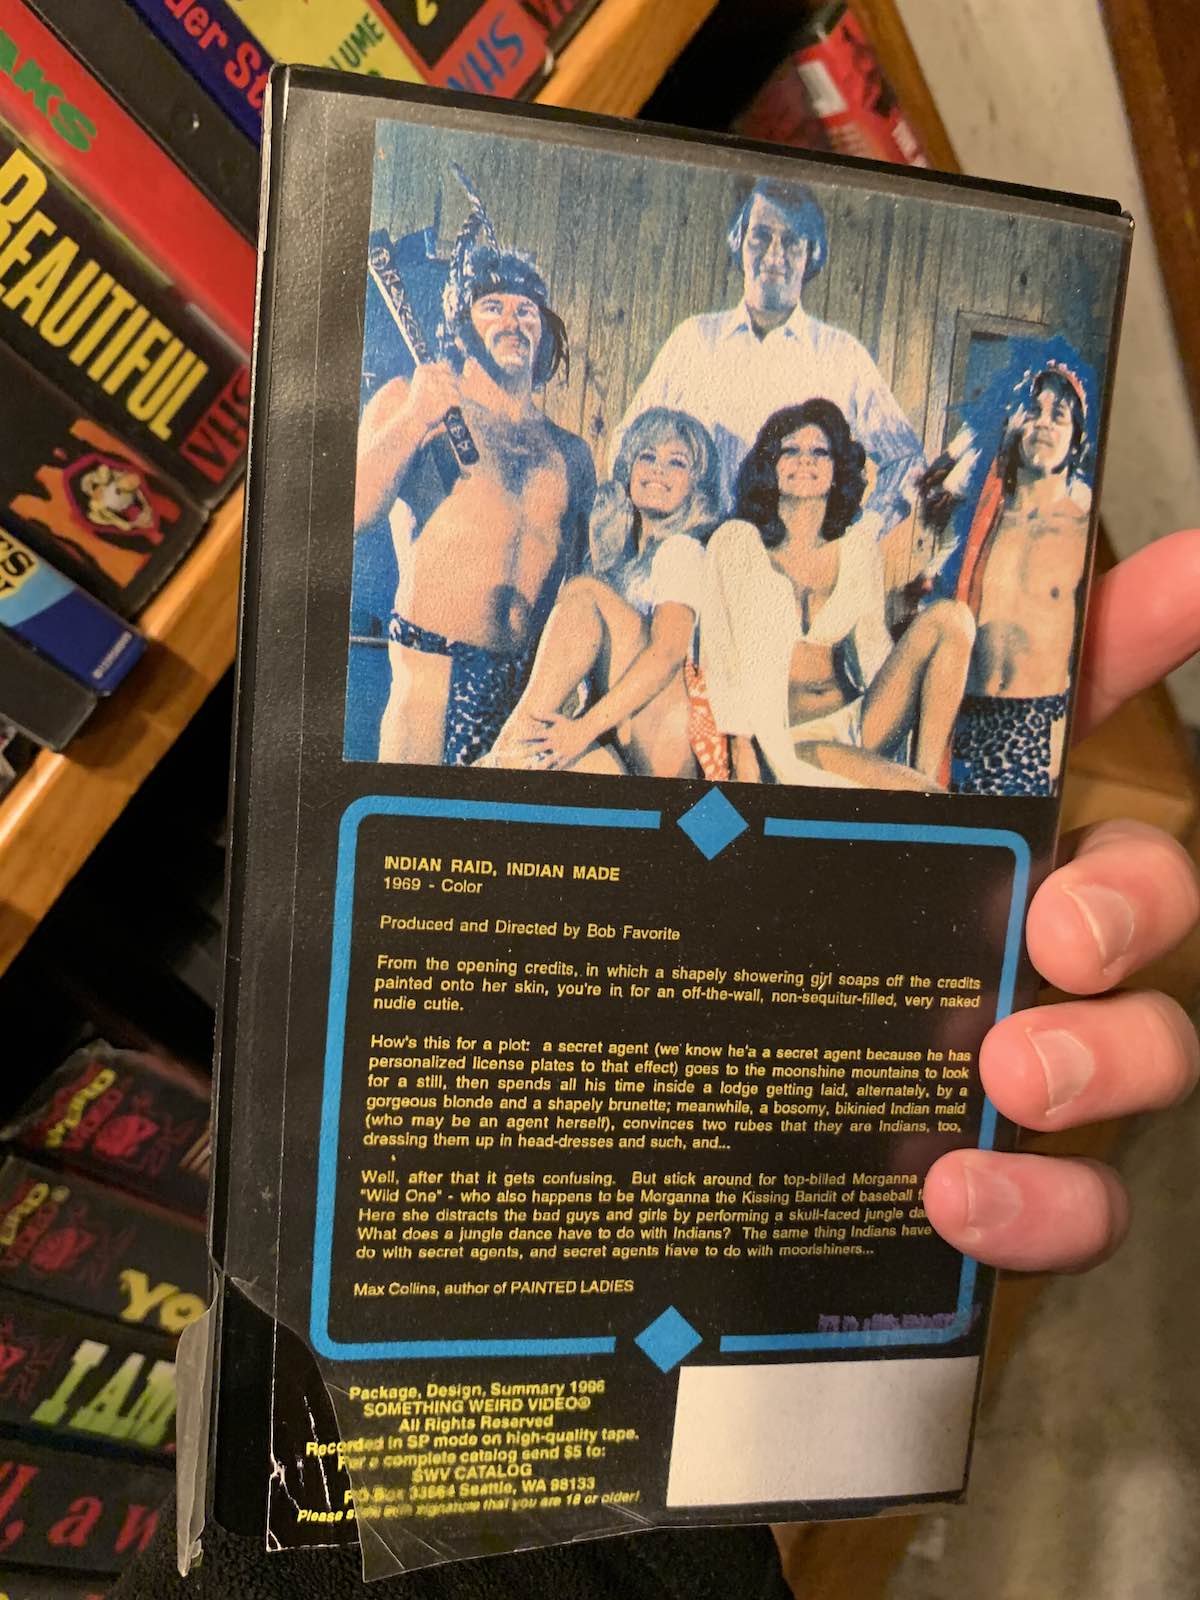 BEAUTIFUL
VHS
VHS
INDIAN RAID, INDIAN MADE
1969 - Color
Produced and Directed by Bob Favorite
From the opening credits, in which a shapely showering girl soaps off the credits
painted onto her skin, you're in for an off-the-wall, non-sequitur-filled, very naked
nudie cutie.
How's this for a plot: a secret agent (we know he'a a secret agent because he has
personalized license plates to that effect) goes to the moonshine mountains to look
for a still, then spends all his time inside a lodge getting laid, alternately, by a
gorgeous blonde and a shapely brunette; meanwhile, a bosomy, bikinied Indian maid
(who may be an agent herself), convinces two rubes that they are Indians, too,
dressing them up in head-dresses and such, and...
Well, after that it gets confusing. But stick around for top-billed Morganna
"Wild One" - who also happens to be Morganna the Kissing Bandit of baseball
Here she distracts the bad guys and girls by performing a skull-faced jungle
What does a jungle dance have to do with Indians? The same thing Indians have
do with secret agents, and secret agents have to do with moonshiners...
Max Collins, author of PAINTED LADIES
Package, Design, Summary 1996
SOMETHING WEIRD VIDEO®
All Rights Reserved
Recorded in SP mode on high-quality tape.
For a complete catalog send $5 to:
SWV CATALOG
PO Box 33664 Seattle, WA 98133
Please state with signature that you are 18 or older!
YO
I AM